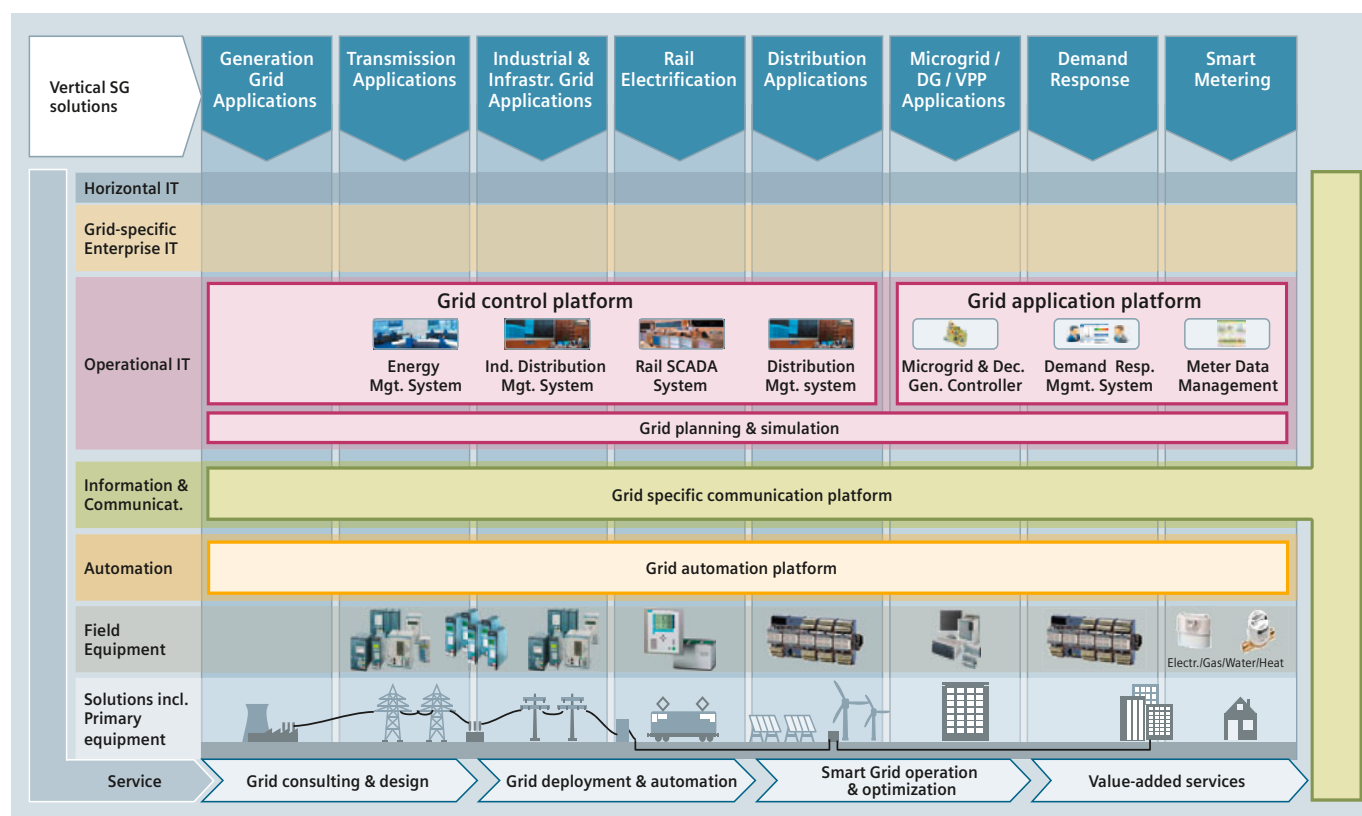 Vertical SG
solutions
Generation
Grid
Applications
Transmission
Applications
Industrial &
Infrastr. Grid
Applications
Rail
Electrification
Distribution
Applications
Microgrid /
DG / VPP
Applications
Demand
Response
Smart
Metering
Horizontal IT
Grid-specific
Enterprise IT
Operational IT
Grid control platform
Energy
Mgt. System
Ind. Distribution
Mgt. System
Rail SCADA
System
Distribution
Mgt. system
Grid application platform
Microgrid & Dec.
Gen. Controller
Demand Resp.
Mgmt. System
Meter Data
Management
Grid planning & simulation
Information &
Communicat.
Grid specific communication platform
Automation
Grid automation platform
Field
Equipment
Electr./Gas/Water/Heat
Solutions incl.
Primary
equipment
Service
Grid consulting & design
Grid deployment & automation
Smart Grid operation
& optimization
Value-added services